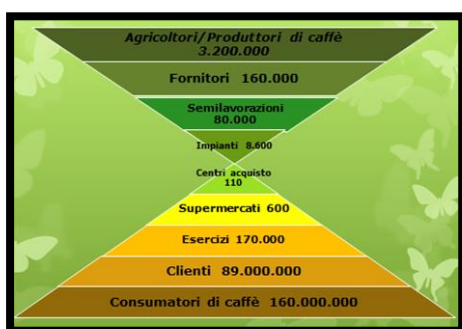 Agricoltori/Produttori di caffè
3.200.000
Fornitori 160.000
Semilavorazioni
80.000
Impianti 8.600
Centri acquisto
110
Supermercati 600
Esercizi 170.000
Clienti 89.000.000
Consumatori di caffè 160.000.000